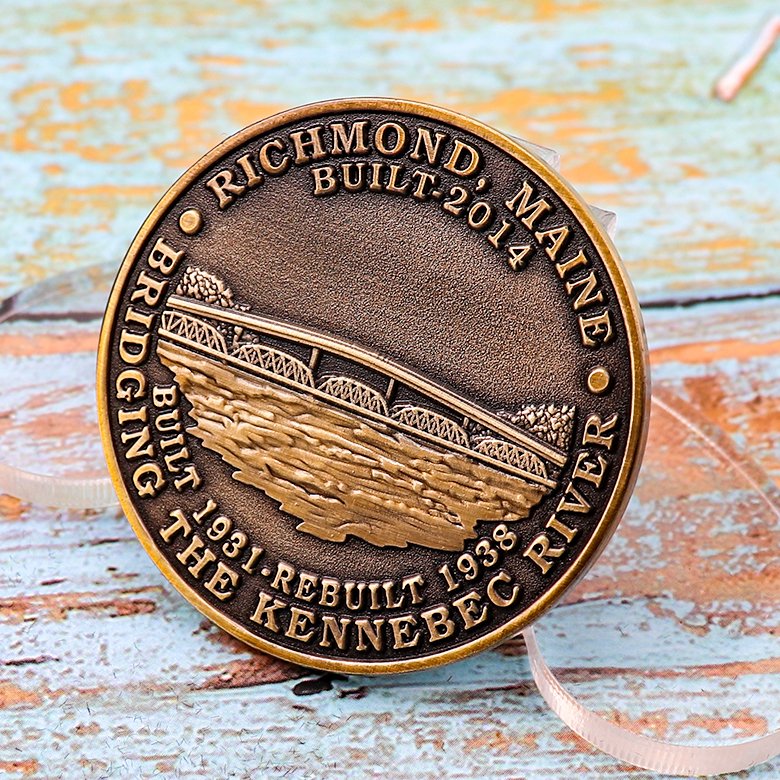 RICHMOND, MAINE
BUILT-2014
BUILT 1931·REBUILT 1938
BRIDGING THE KENNEBEC RIVER